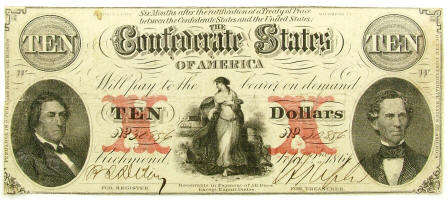 Six Months after the ratification of a Treaty of Peace
between the Confederate States and the United States,
THE
TEN
Confederate States
TEN
OF AMERICA
Will pay to the bearer on demand
TEN
X
X
Dollars
Richmond
FOR REGISTER
Receivable in Payment of All Dues
Except Export Duties.
FOR TREASURER